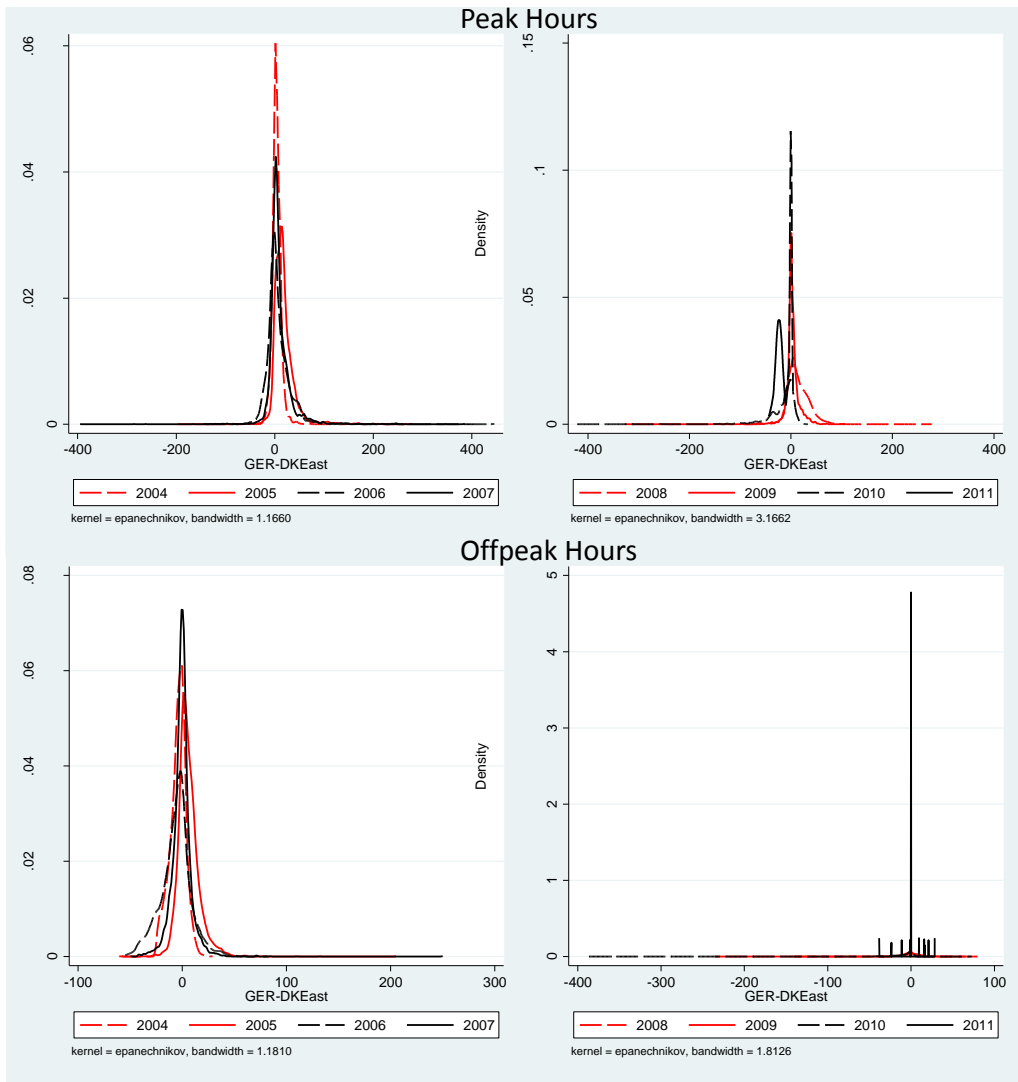 Peak Hours
.06
.04
.02
0
-400 -200 0 200 400
GER-DKEast
2004 2005 2006 2007
kernel = epanechnikov, bandwidth = 1.1660
Density
.15
.1
.05
0
-400 -200 0 200 400
GER-DKEast
2008 2009 2010 2011
kernel = epanechnikov, bandwidth = 3.1662
Offpeak Hours
.08
.06
.04
.02
0
-100 0 100 200 300
GER-DKEast
2004 2005 2006 2007
kernel = epanechnikov, bandwidth = 1.1810
Density
5
4
3
2
1
0
-400 -300 -200 -100 0 100
GER-DKEast
2008 2009 2010 2011
kernel = epanechnikov, bandwidth = 1.8126